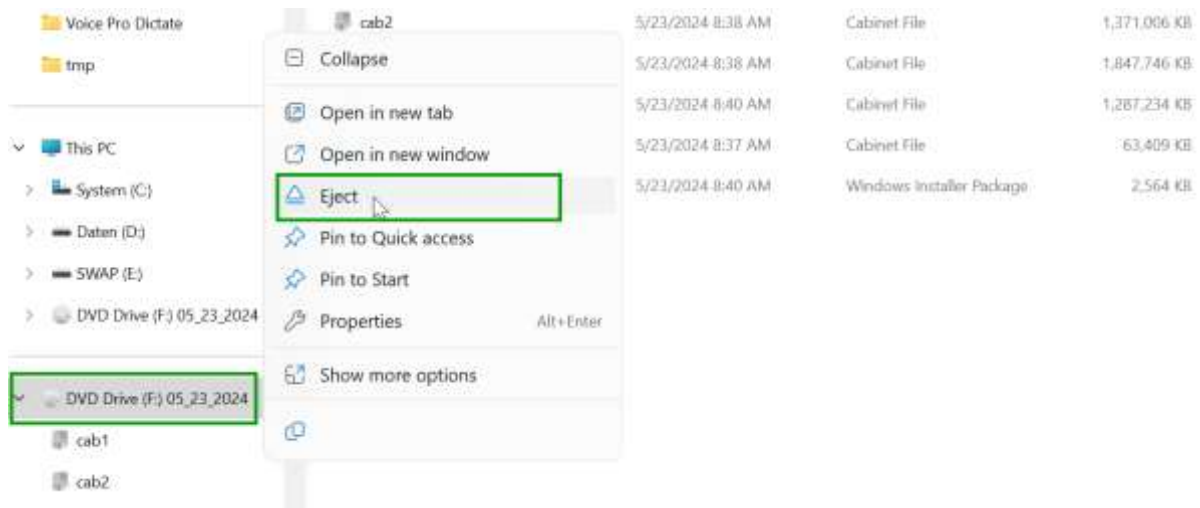 Voice Pro Dictate
tmp
This PC
System (C:)
Daten (D:)
SWAP (E:)
DVD Drive (F:) 05_23_2024
DVD Drive (F:) 05_23_2024
cab1
cab2
Collapse
Open in new tab
Open in new window
Eject
Pin to Quick access
Pin to Start
Properties Alt+Enter
Show more options
cab2 5/23/2024 8:38 AM Cabinet File 1,371,006 KB
5/23/2024 8:38 AM Cabinet File 1,847,746 KB
5/23/2024 8:40 AM Cabinet File 1,287,234 KB
5/23/2024 8:37 AM Cabinet File 63,409 KB
5/23/2024 8:40 AM Windows Installer Package 2,564 KB